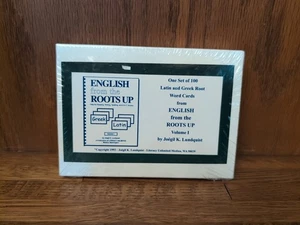 ENGLISH
from the
ROOTS UP
Greek
Latin
One Set of 100
Latin and Greek Root
Word Cards
from
ENGLISH
from the
ROOTS UP
Volume I
by Joegil K. Lundquist